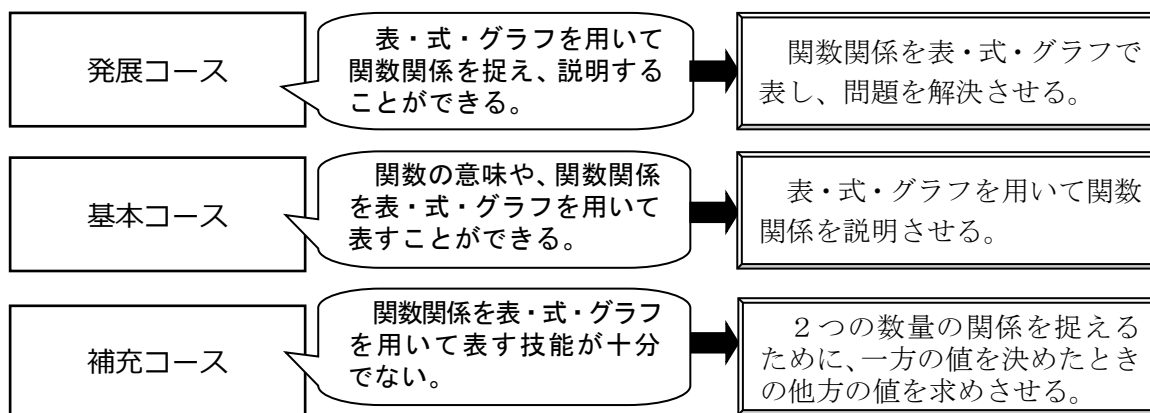 発展コース
表・式・グラフを用いて
関数関係を捉え、説明する
ことができる。
関数関係を表・式・グラフで
表し、問題を解決させる。
基本コース
関数の意味や、関数関係
を表・式・グラフを用いて
表すことができる。
表・式・グラフを用いて関数
関係を説明させる。
補充コース
関数関係を表・式・グラフ
を用いて表す技能が十分
でない。
２つの数量の関係を捉える
ために、一方の値を決めたとき
の他方の値を求めさせる。